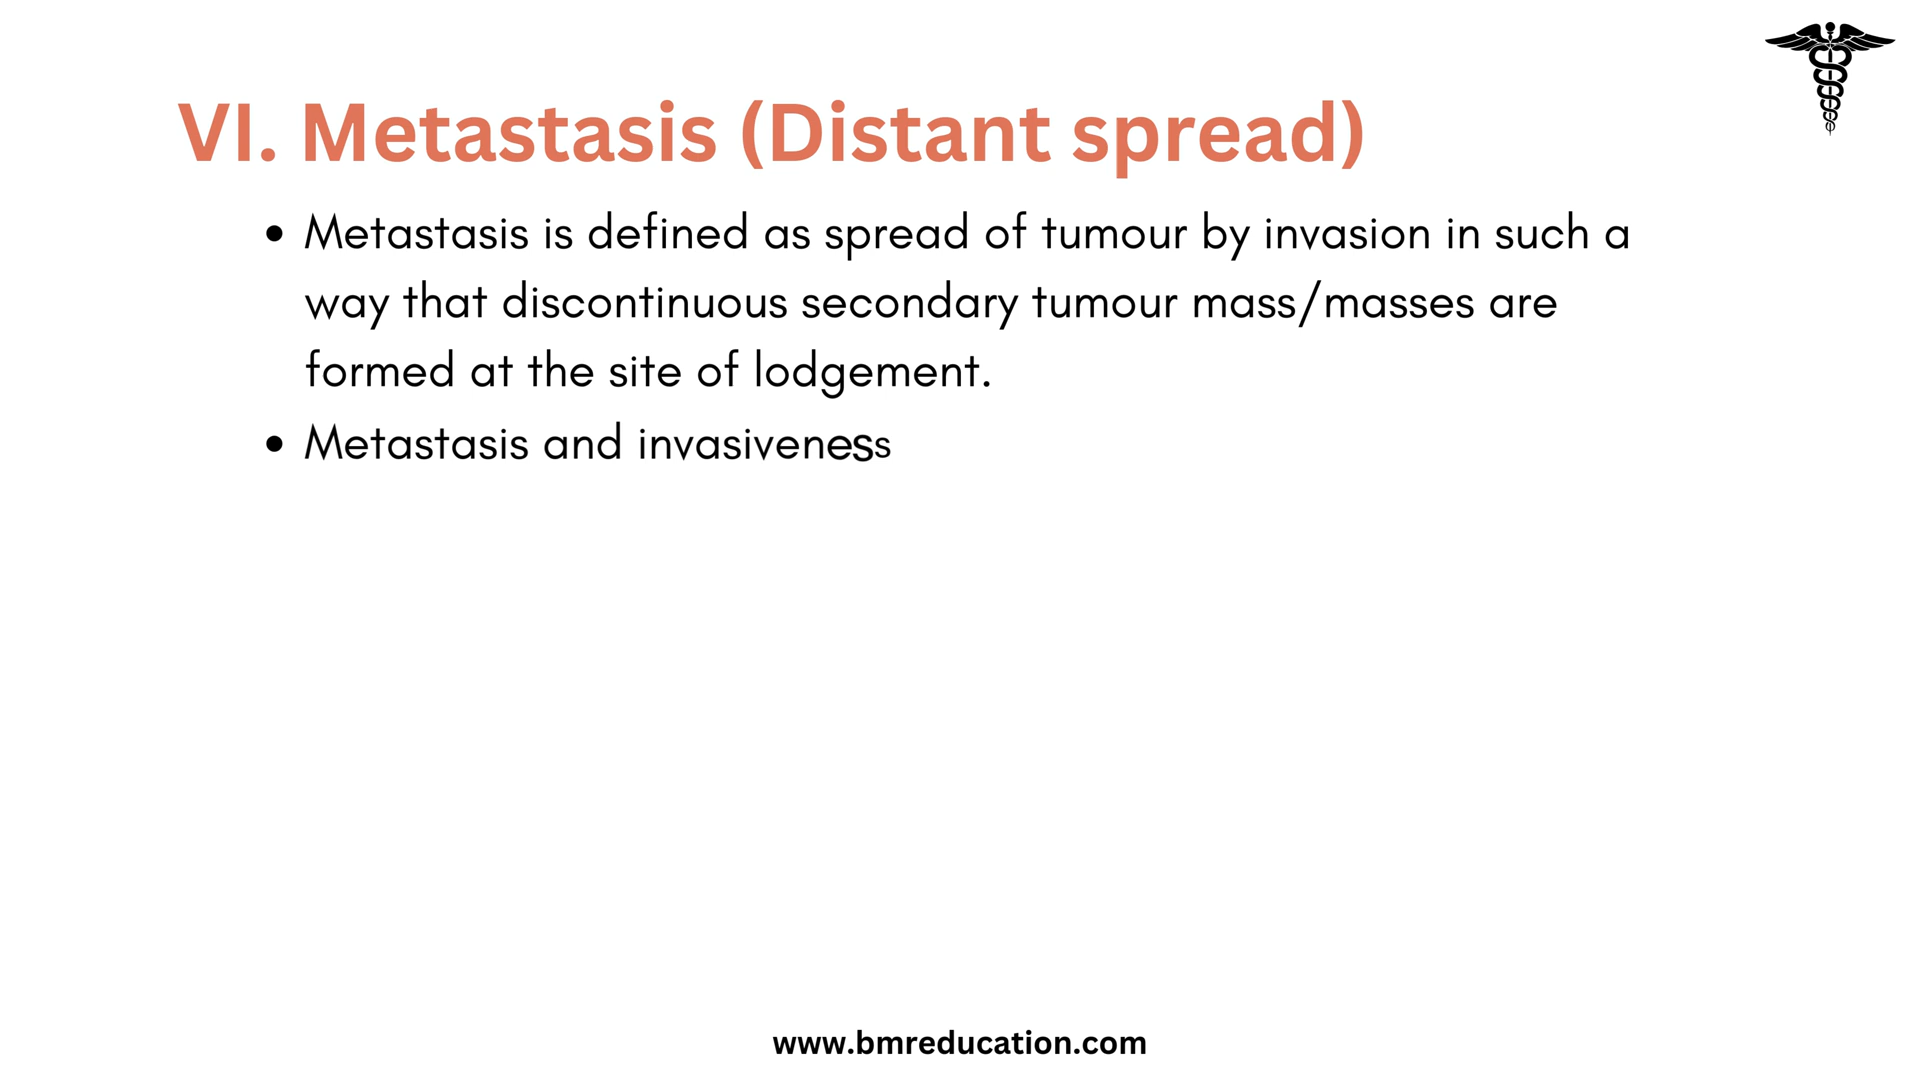 VI. Metastasis (Distant spread)
• Metastasis is defined as spread of tumour by invasion in such a
way that discontinuous secondary tumour mass/masses are
formed at the site of lodgement.
• Metastasis and invasiveness
www.bmreducation.com